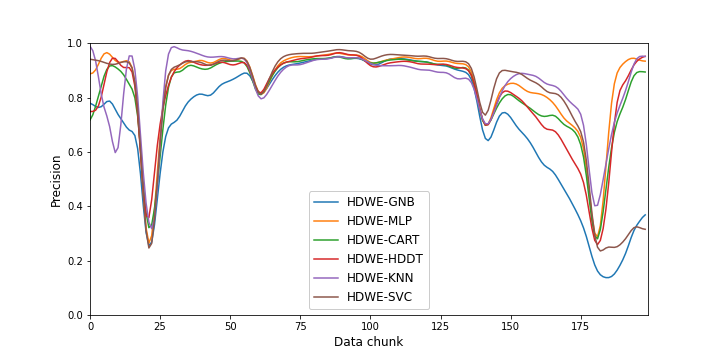 1.0
0.8
0.6
0.4
0.2
0.0
Precision
HDWE-GNB
HDWE-MLP
HDWE-CART
HDWE-HDDT
HDWE-KNN
HDWE-SVC
0 25 50 75 100 125 150 175
Data chunk